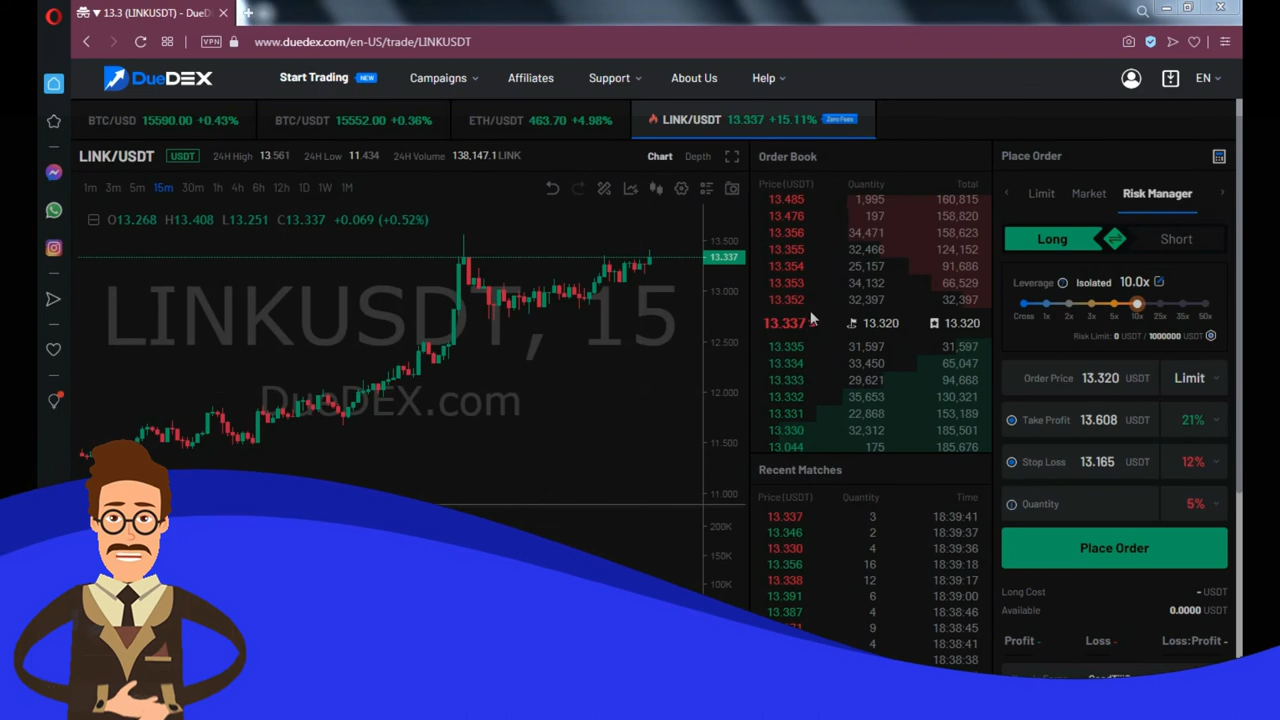 13.3 (LINKUSDT) - DueD
VPN
www.duedex.com/en-US/trade/LINKUSDT
DueDEX
Start Trading NEW Campaigns Affiliates Support About Us Help EN
BTC/USD 15590.00 +0.43% BTC/USDT 15552.00 +0.36% ETH/USDT 463.70 +4.98% LINK/USDT 13.337 +15.11% Zero Fees
LINK/USDT USDT 24H High 13.561 24H Low 11.434 24H Volume 138,147.1 LINK Chart Depth
1m 3m 5m 15m 30m 1h 4h 6h 12h 1D 1W 1M
O13.268 H13.408 L13.251 C13.337 +0.069 (+0.52%)
LINKUSDT, 15
DueDEX.com
13.500
13.337
13.000
12.500
12.000
11.500
11.000
200K
150K
100K
Order Book
Price(USDT) Quantity Total
13.485 1,995 160,815
13.476 197 158,820
13.356 34,471 158,623
13.355 32,466 124,152
13.354 25,157 91,686
13.353 34,132 66,529
13.352 32,397 32,397
13.337 13.320 13.320
13.335 31,597 31,597
13.334 33,450 65,047
13.333 29,621 94,668
13.332 35,653 130,321
13.331 22,868 153,189
13.330 32,312 185,501
13.044 175 185,676
Recent Matches
Price(USDT) Quantity Time
13.337 3 18:39:41
13.346 2 18:39:37
13.330 4 18:39:36
13.356 16 18:39:18
13.338 12 18:39:17
13.391 6 18:39:00
13.387 4 18:38:46
9 18:38:45
4 18:38:41
18:38:38
Place Order
Limit Market Risk Manager
Long Short
Leverage Isolated 10.0x
Cross 1x 2x 3x 5x 10x 25x 35x 50x
Risk Limit: 0 USDT / 1000000 USDT
Order Price 13.320 USDT Limit
Take Profit 13.608 USDT 21%
Stop Loss 13.165 USDT 12%
Quantity 5%
Place Order
Long Cost - USDT
Available 0.0000 USDT
Profit - Loss - Loss:Profit -